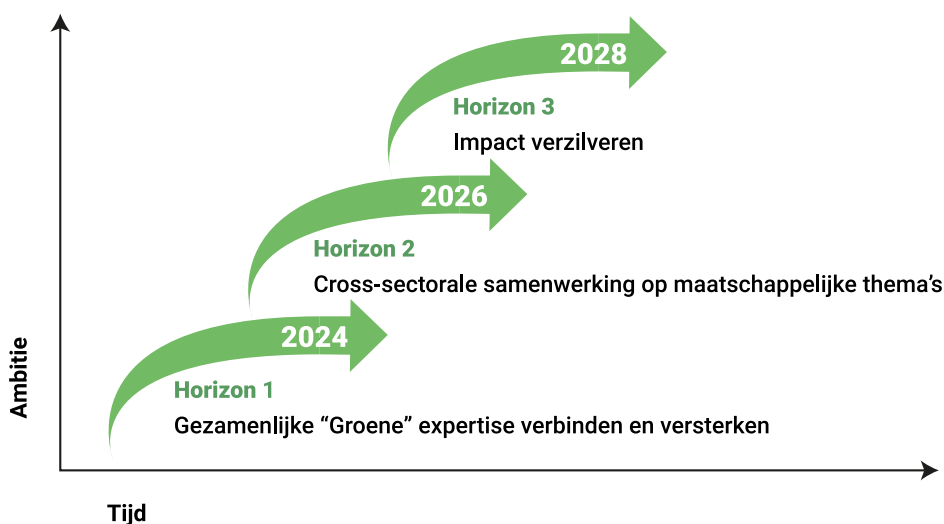 2028
Horizon 3
Impact verzilveren
2026
Horizon 2
Cross-sectorale samenwerking op maatschappelijke thema’s
2024
Horizon 1
Gezamenlijke “Groene” expertise verbinden en versterken
Ambitie
Tijd